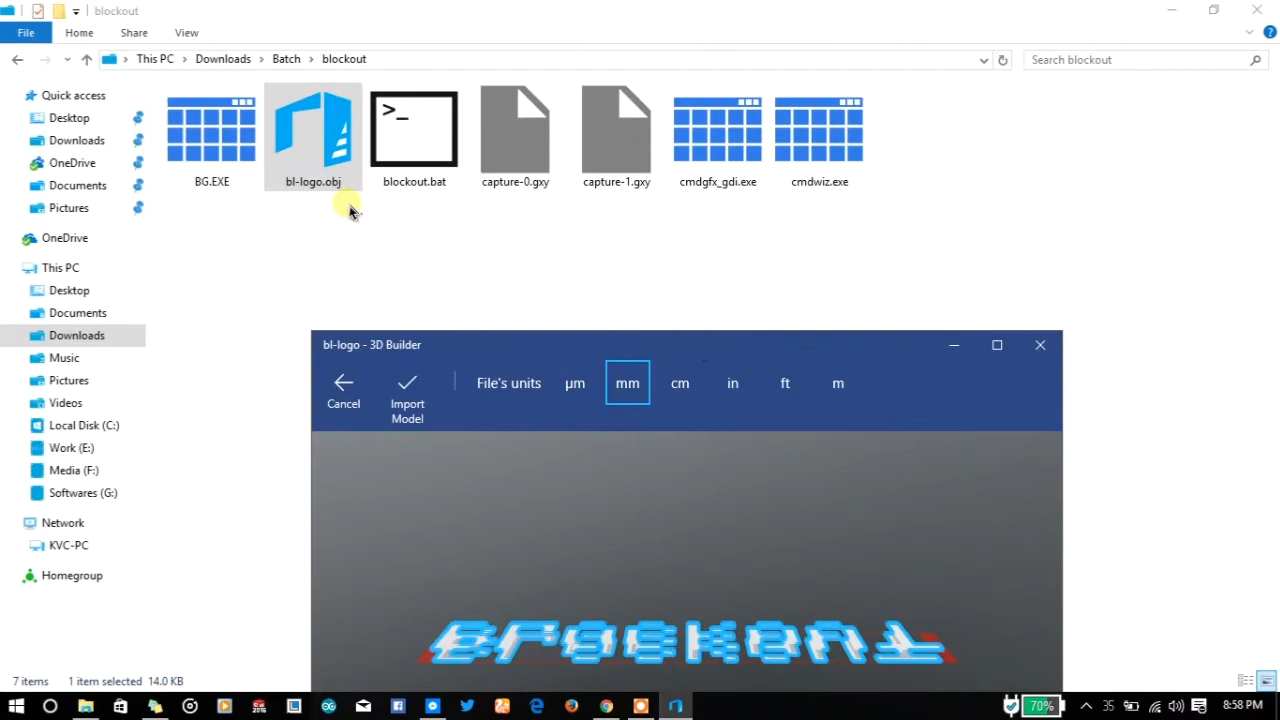 blockout
File Home Share View
This PC Downloads Batch blockout
Search blockout
Quick access
Desktop
Downloads
OneDrive
Documents
Pictures
OneDrive
This PC
Desktop
Documents
Downloads
Music
Pictures
Videos
Local Disk (C:)
Work (E:)
Media (F:)
Softwares (G:)
Network
KVC-PC
Homegroup
BG.EXE bl-logo.obj blockout.bat capture-0.gxy capture-1.gxy cmdgfx_gdi.exe cmdwiz.exe
bl-logo - 3D Builder
Cancel Import Model File's units µm mm cm in ft m
7 items 1 item selected 14.0 KB
70% 35 8:58 PM